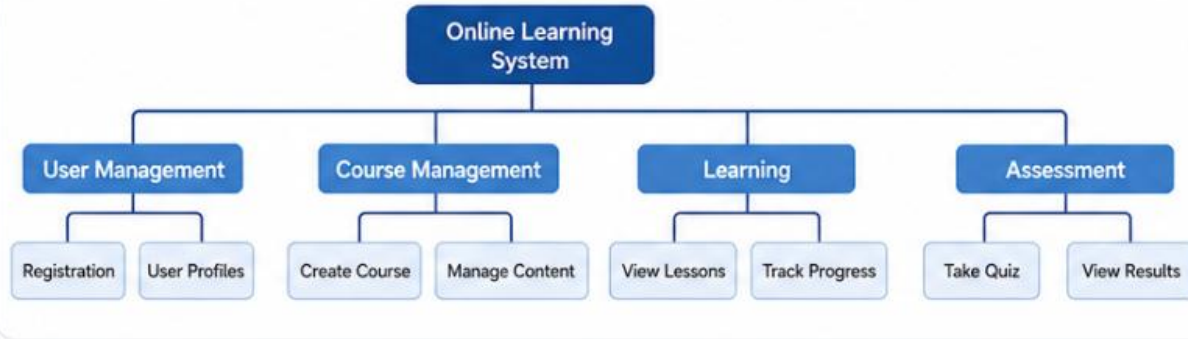 Online Learning
System
User Management
Course Management
Learning
Assessment
Registration
User Profiles
Create Course
Manage Content
View Lessons
Track Progress
Take Quiz
View Results